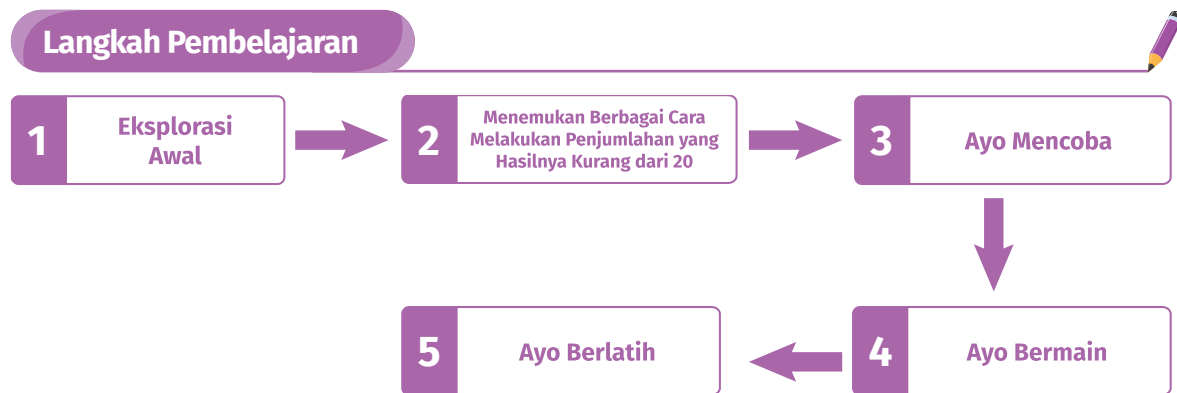 Langkah Pembelajaran
1
Eksplorasi
Awal
2
Menemukan Berbagai Cara
Melakukan Penjumlahan yang
Hasilnya Kurang dari 20
3
Ayo Mencoba
4
Ayo Bermain
5
Ayo Berlatih